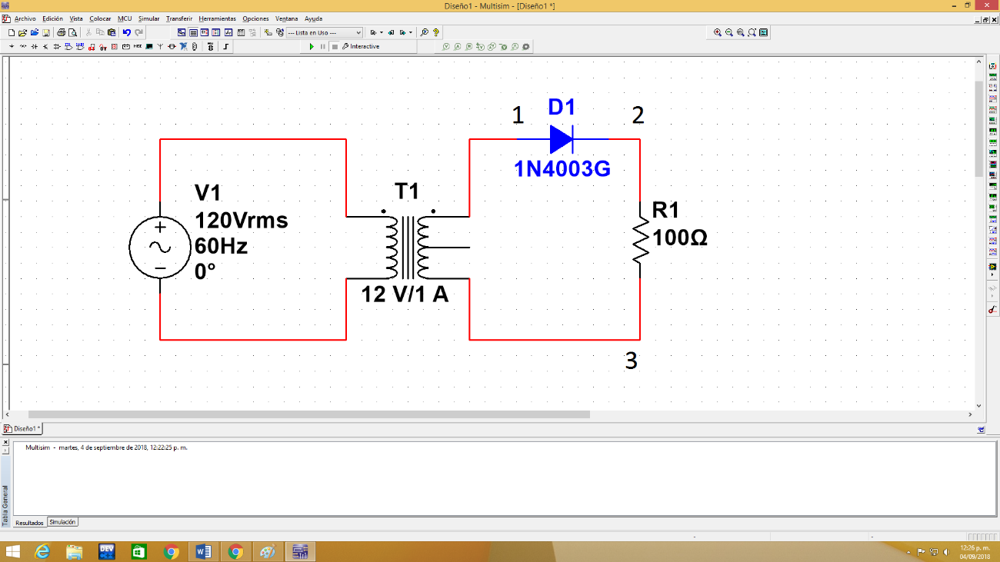 Diseño1 - Multisim - [Diseño1 *]
Archivo Edición Vista Colocar MCU Simular Transferir Herramientas Opciones Ventana Ayuda
--- Lista en Uso ---
Interactive
1 D1 2
1N4003G
V1
120Vrms
60Hz
0°
T1
12 V/1 A
R1
100Ω
3
Diseño1 *
Multisim - martes, 4 de septiembre de 2018, 12:22:25 p. m.
Tabla General
Resultados Simulación
DEV
12:26 p. m.
04/09/2018